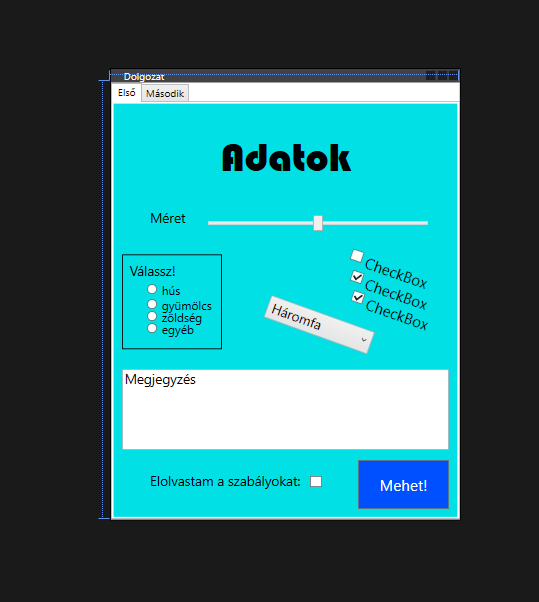 Dolgozat
Első
Második
Adatok
Méret
Válassz!
hús
gyümölcs
zöldség
egyéb
CheckBox
CheckBox
CheckBox
Háromfa
Megjegyzés
Elolvastam a szabályokat:
Mehet!